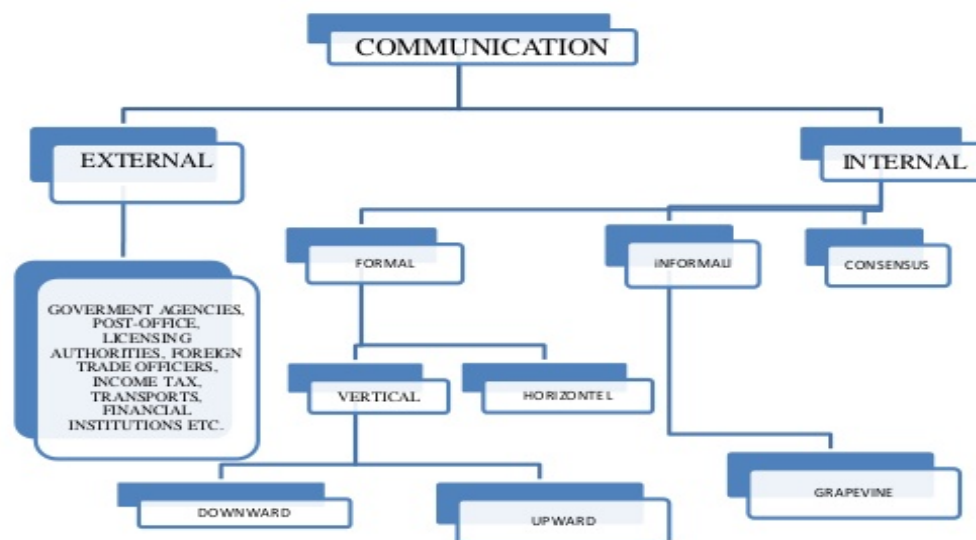 COMMUNICATION
EXTERNAL
INTERNAL
FORMAL
iNFORMALI
CONSENSUS
GOVERMENT AGENCIES,
POST-OFFICE,
LICENSING
AUTHORITIES, FOREIGN
TRADE OFFICERS,
INCOME TAX,
TRANSPORTS,
FINANCIAL
INSTITUTIONS ETC.
VERTICAL
HORIZONTEL
DOWNWARD
UPWARD
GRAPEVINE